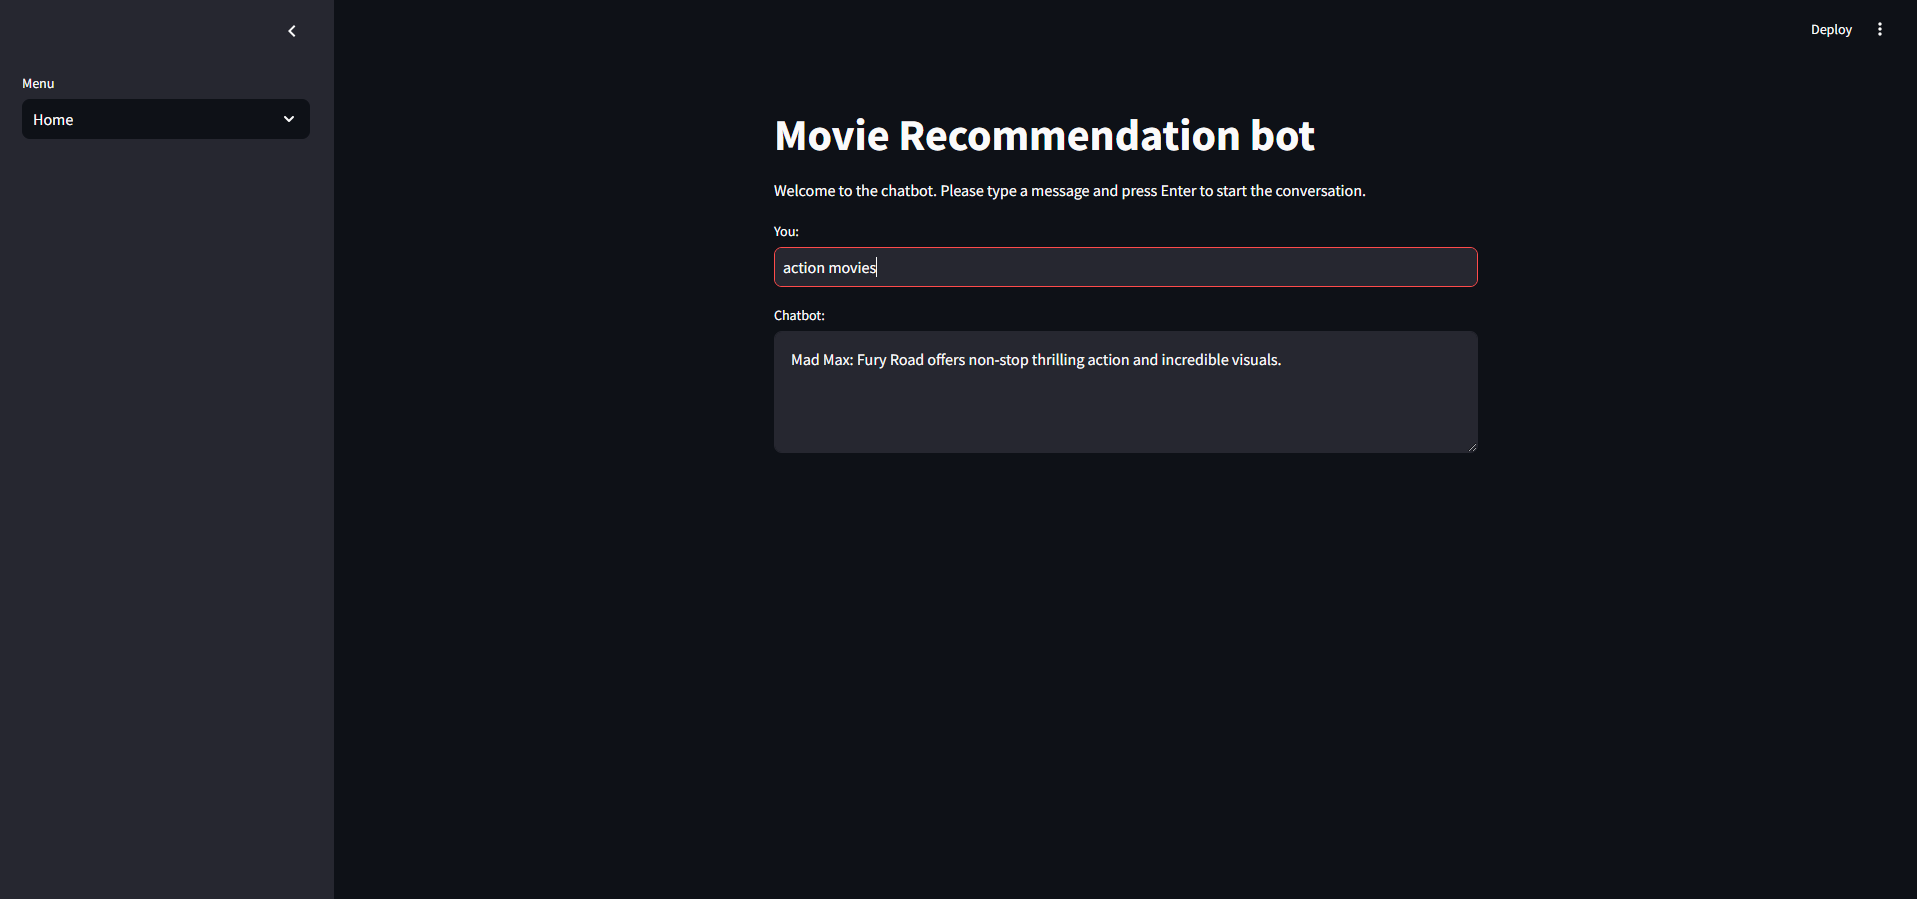 Deploy
Menu
Home
Movie Recommendation bot
Welcome to the chatbot. Please type a message and press Enter to start the conversation.
You:
action movies
Chatbot:
Mad Max: Fury Road offers non-stop thrilling action and incredible visuals.